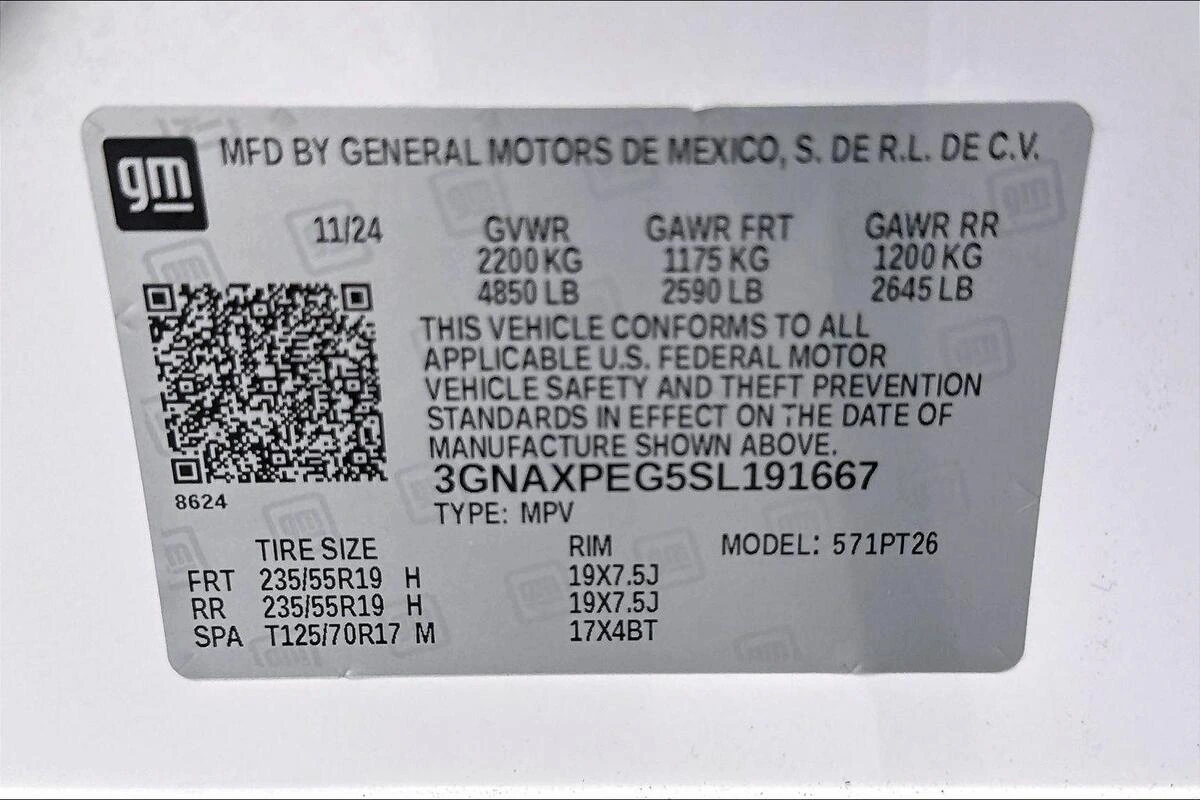 gm
MFD BY GENERAL MOTORS DE MEXICO, S. DE R.L. DE C.V.
11/24 GVWR GAWR FRT GAWR RR
2200 KG 1175 KG 1200 KG
4850 LB 2590 LB 2645 LB
THIS VEHICLE CONFORMS TO ALL
APPLICABLE U.S. FEDERAL MOTOR
VEHICLE SAFETY AND THEFT PREVENTION
STANDARDS IN EFFECT ON THE DATE OF
MANUFACTURE SHOWN ABOVE.
3GNAXPEG5SL191667
8624
TYPE: MPV
TIRE SIZE RIM MODEL: 571PT26
FRT 235/55R19 H 19X7.5J
RR 235/55R19 H 19X7.5J
SPA T125/70R17 M 17X4BT